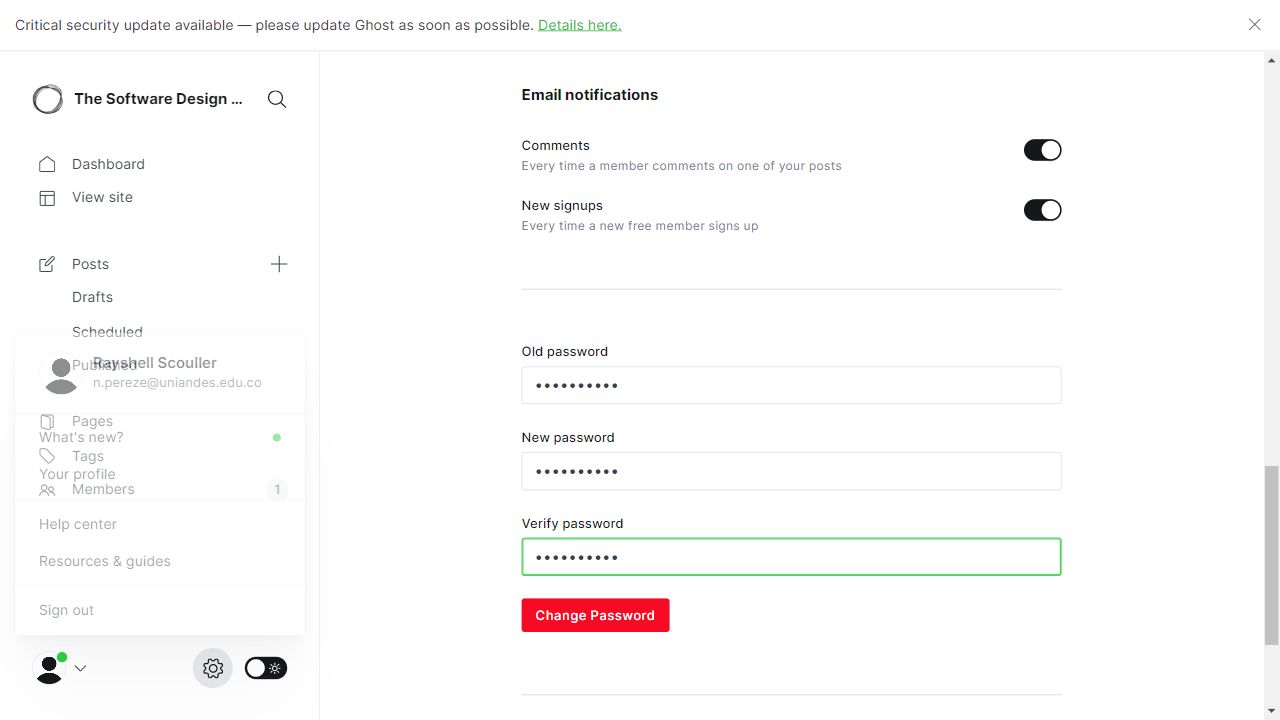 Critical security update available — please update Ghost as soon as possible. Details here.
The Software Design ...
Dashboard
View site
Posts
Drafts
Scheduled
Published
Rayshell Scouller
n.pereze@uniandes.edu.co
Pages
What's new?
Tags
Your profile
Members
1
Help center
Resources & guides
Sign out
Email notifications
Comments
Every time a member comments on one of your posts
New signups
Every time a new free member signs up
Old password
••••••••••
New password
••••••••••
Verify password
••••••••••
Change Password